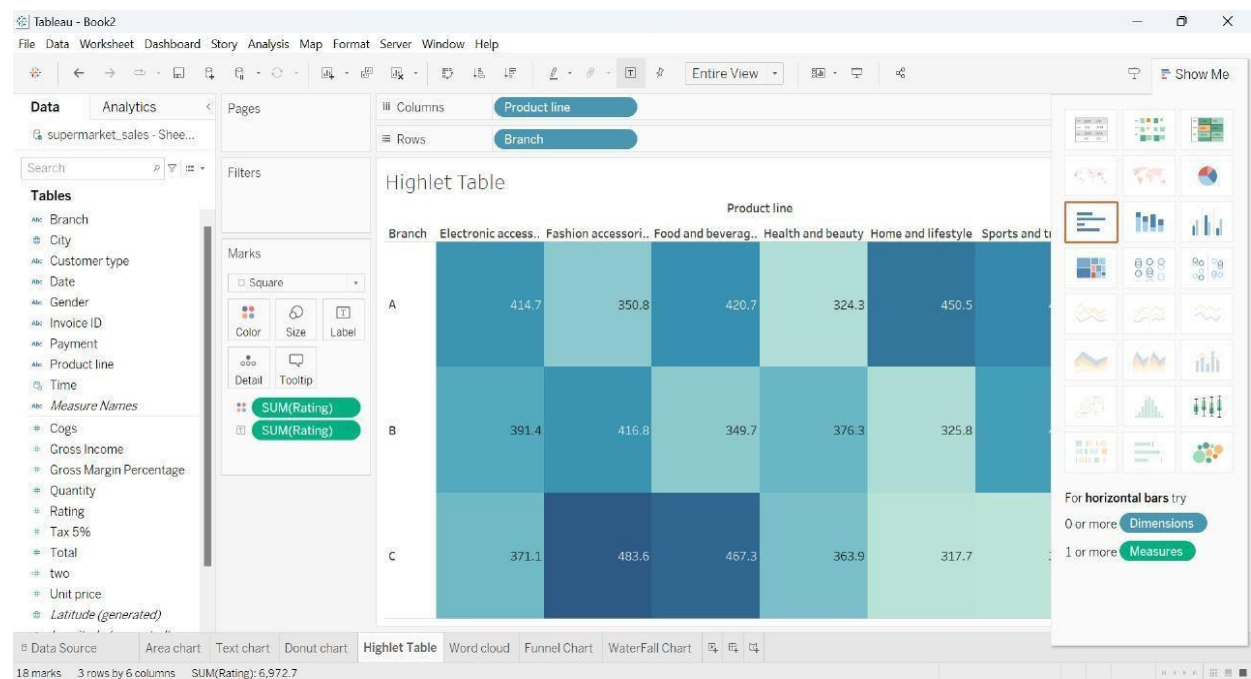 Tableau - Book2
File Data Worksheet Dashboard Story Analysis Map Format Server Window Help
Entire View
Show Me
Data Analytics
supermarket_sales - Shee...
Search
Tables
Abc Branch
City
Abc Customer type
Abc Date
Abc Gender
Abc Invoice ID
Abc Payment
Abc Product line
Time
Abc Measure Names
# Cogs
# Gross Income
# Gross Margin Percentage
# Quantity
# Rating
# Tax 5%
# Total
# two
# Unit price
Latitude (generated)
Pages
Filters
Marks
Square
Color Size Label
Detail Tooltip
SUM(Rating)
SUM(Rating)
Columns Product line
Rows Branch
Highlet Table
Product line
Branch Electronic access.. Fashion accessori.. Food and beverag.. Health and beauty Home and lifestyle Sports and
A 414.7 350.8 420.7 324.3 450.5
B 391.4 416.8 349.7 376.3 325.8
C 371.1 483.6 467.3 363.9 317.7
For horizontal bars try
0 or more Dimensions
1 or more Measures
Data Source Area chart Text chart Donut chart Highlet Table Word cloud Funnel Chart WaterFall Chart
18 marks 3 rows by 6 columns SUM(Rating): 6,972.7